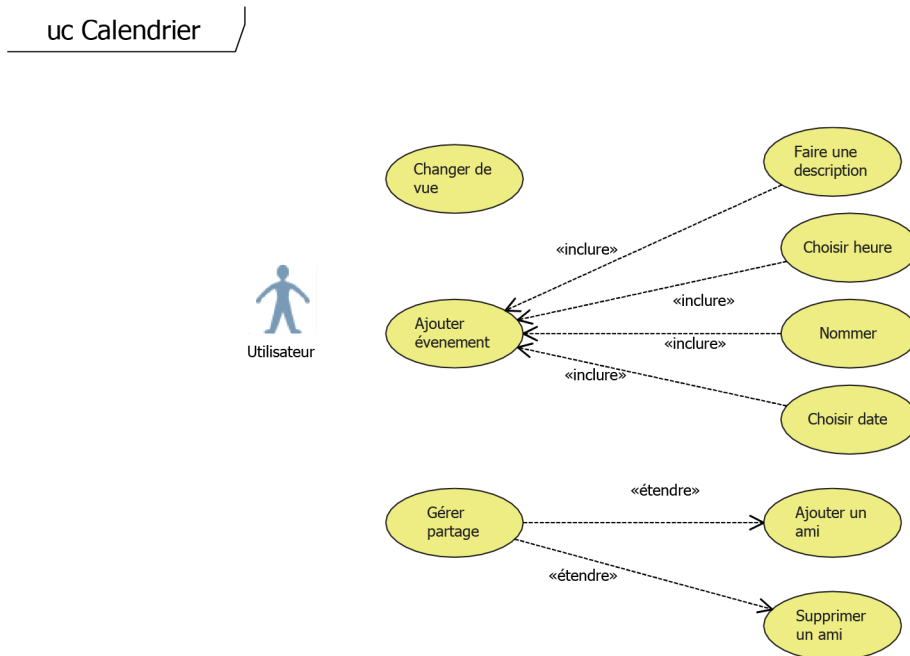 uc Calendrier
Changer de
vue
Faire une
description
«inclure»
Choisir heure
«inclure»
Utilisateur
Ajouter
évenement
«inclure»
Nommer
«inclure»
Choisir date
«étendre»
Gérer
partage
Ajouter un
ami
«étendre»
Supprimer
un ami